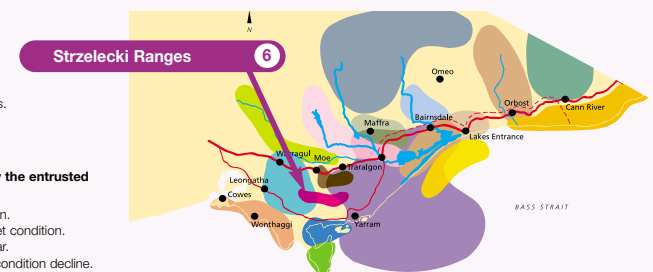 Strzelecki Ranges 6
N
s.
the entrusted
n.
et condition.
ar.
condition decline.
Omeo
Orbost
Cann River
Maffra
Bairnsdale
Lakes Entrance
Warragul
Moe
Traralgon
Leongatha
Cowes
Wonthaggi
Yarram
BASS STRAIT